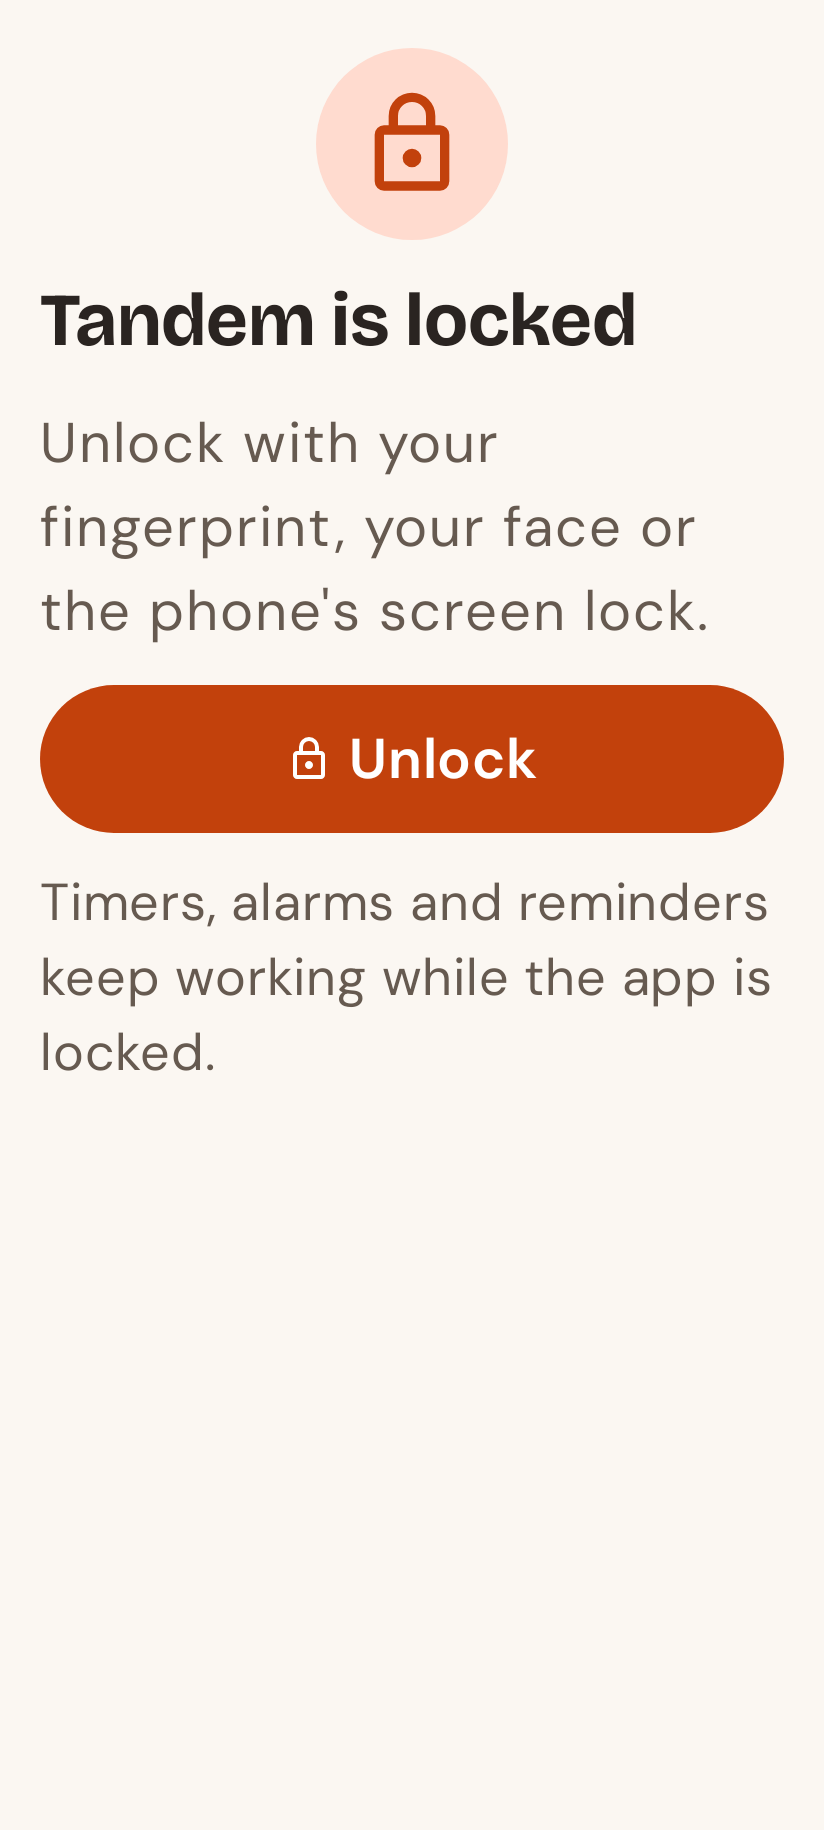 Tandem is locked
Unlock with your
fingerprint, your face or
the phone's screen lock.
Unlock
Timers, alarms and reminders
keep working while the app is
locked.